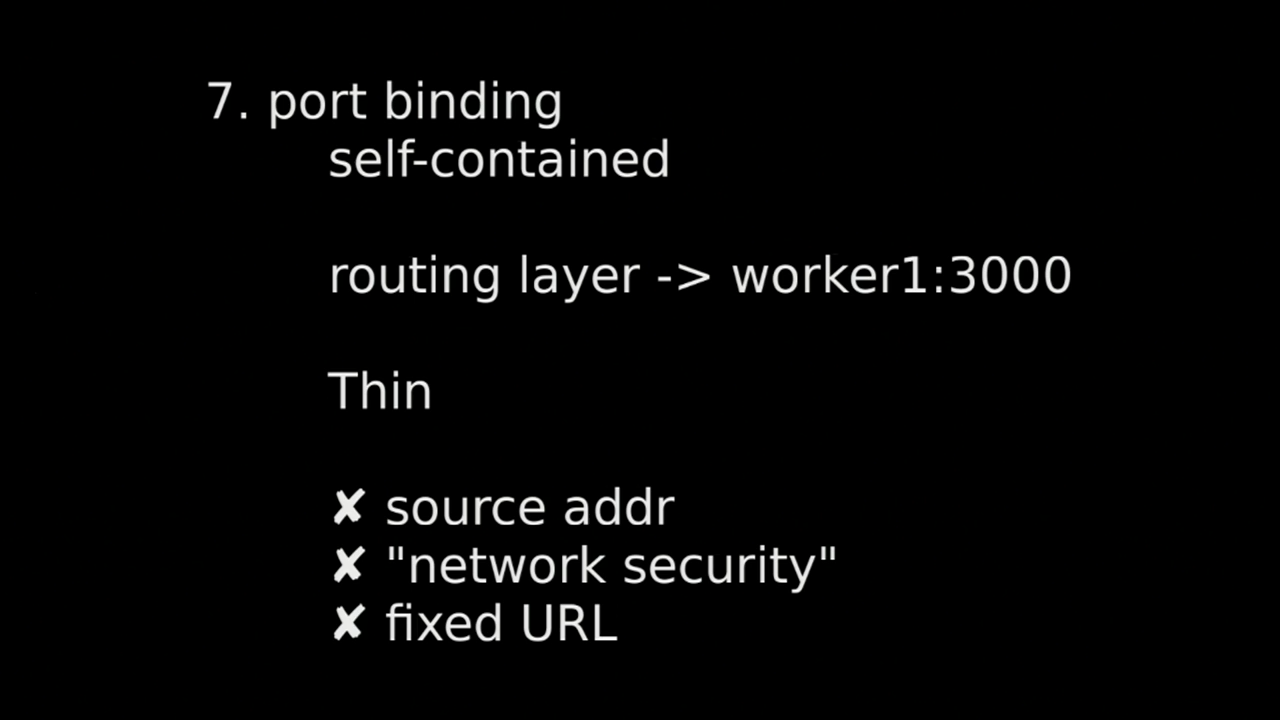 7. port binding
self-contained
routing layer -> worker1:3000
Thin
✘ source addr
✘ "network security"
✘ fixed URL